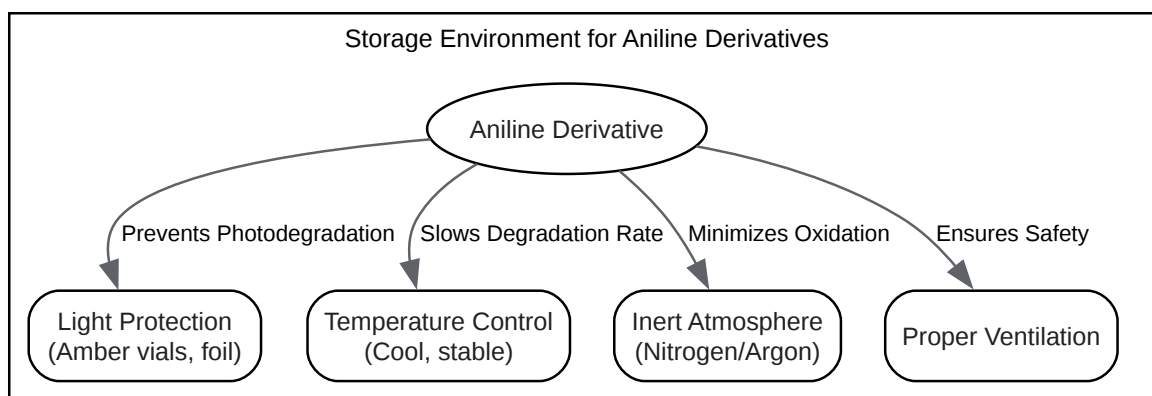 Storage Environment for Aniline Derivatives
Aniline Derivative
Prevents Photodegradation
Slows Degradation Rate
Minimizes Oxidation
Ensures Safety
Light Protection
(Amber vials, foil)
Temperature Control
(Cool, stable)
Inert Atmosphere
(Nitrogen/Argon)
Proper Ventilation